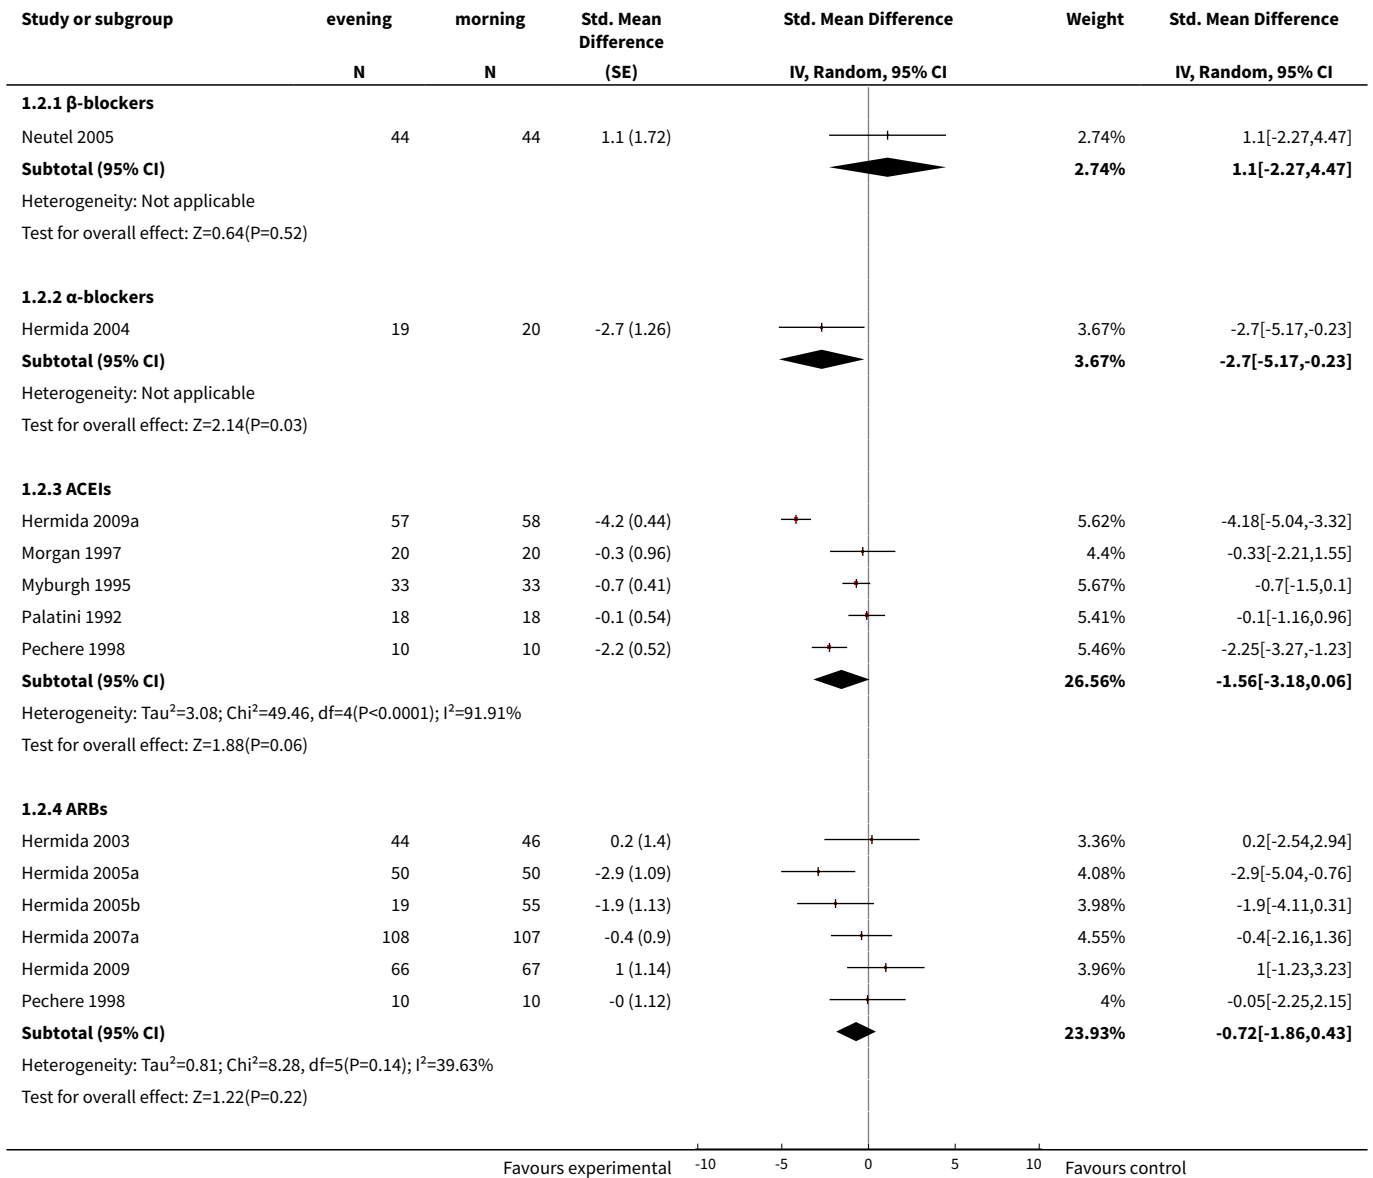 Study or subgroup evening morning Std. Mean Difference Std. Mean Difference Weight Std. Mean Difference
N N (SE) IV, Random, 95% CI IV, Random, 95% CI
1.2.1 β-blockers
Neutel 2005 44 44 1.1 (1.72) 2.74% 1.1[-2.27,4.47]
Subtotal (95% CI) 2.74% 1.1[-2.27,4.47]
Heterogeneity: Not applicable
Test for overall effect: Z=0.64(P=0.52)
1.2.2 α-blockers
Hermida 2004 19 20 -2.7 (1.26) 3.67% -2.7[-5.17,-0.23]
Subtotal (95% CI) 3.67% -2.7[-5.17,-0.23]
Heterogeneity: Not applicable
Test for overall effect: Z=2.14(P=0.03)
1.2.3 ACEIs
Hermida 2009a 57 58 -4.2 (0.44) 5.62% -4.18[-5.04,-3.32]
Morgan 1997 20 20 -0.3 (0.96) 4.4% -0.33[-2.21,1.55]
Myburgh 1995 33 33 -0.7 (0.41) 5.67% -0.7[-1.5,0.1]
Palatini 1992 18 18 -0.1 (0.54) 5.41% -0.1[-1.16,0.96]
Pechere 1998 10 10 -2.2 (0.52) 5.46% -2.25[-3.27,-1.23]
Subtotal (95% CI) 26.56% -1.56[-3.18,0.06]
Heterogeneity: Tau²=3.08; Chi²=49.46, df=4(P<0.0001); I²=91.91%
Test for overall effect: Z=1.88(P=0.06)
1.2.4 ARBs
Hermida 2003 44 46 0.2 (1.4) 3.36% 0.2[-2.54,2.94]
Hermida 2005a 50 50 -2.9 (1.09) 4.08% -2.9[-5.04,-0.76]
Hermida 2005b 19 55 -1.9 (1.13) 3.98% -1.9[-4.11,0.31]
Hermida 2007a 108 107 -0.4 (0.9) 4.55% -0.4[-2.16,1.36]
Hermida 2009 66 67 1 (1.14) 3.96% 1[-1.23,3.23]
Pechere 1998 10 10 -0 (1.12) 4% -0.05[-2.25,2.15]
Subtotal (95% CI) 23.93% -0.72[-1.86,0.43]
Heterogeneity: Tau²=0.81; Chi²=8.28, df=5(P=0.14); I²=39.63%
Test for overall effect: Z=1.22(P=0.22)
Favours experimental -10 -5 0 5 10 Favours control